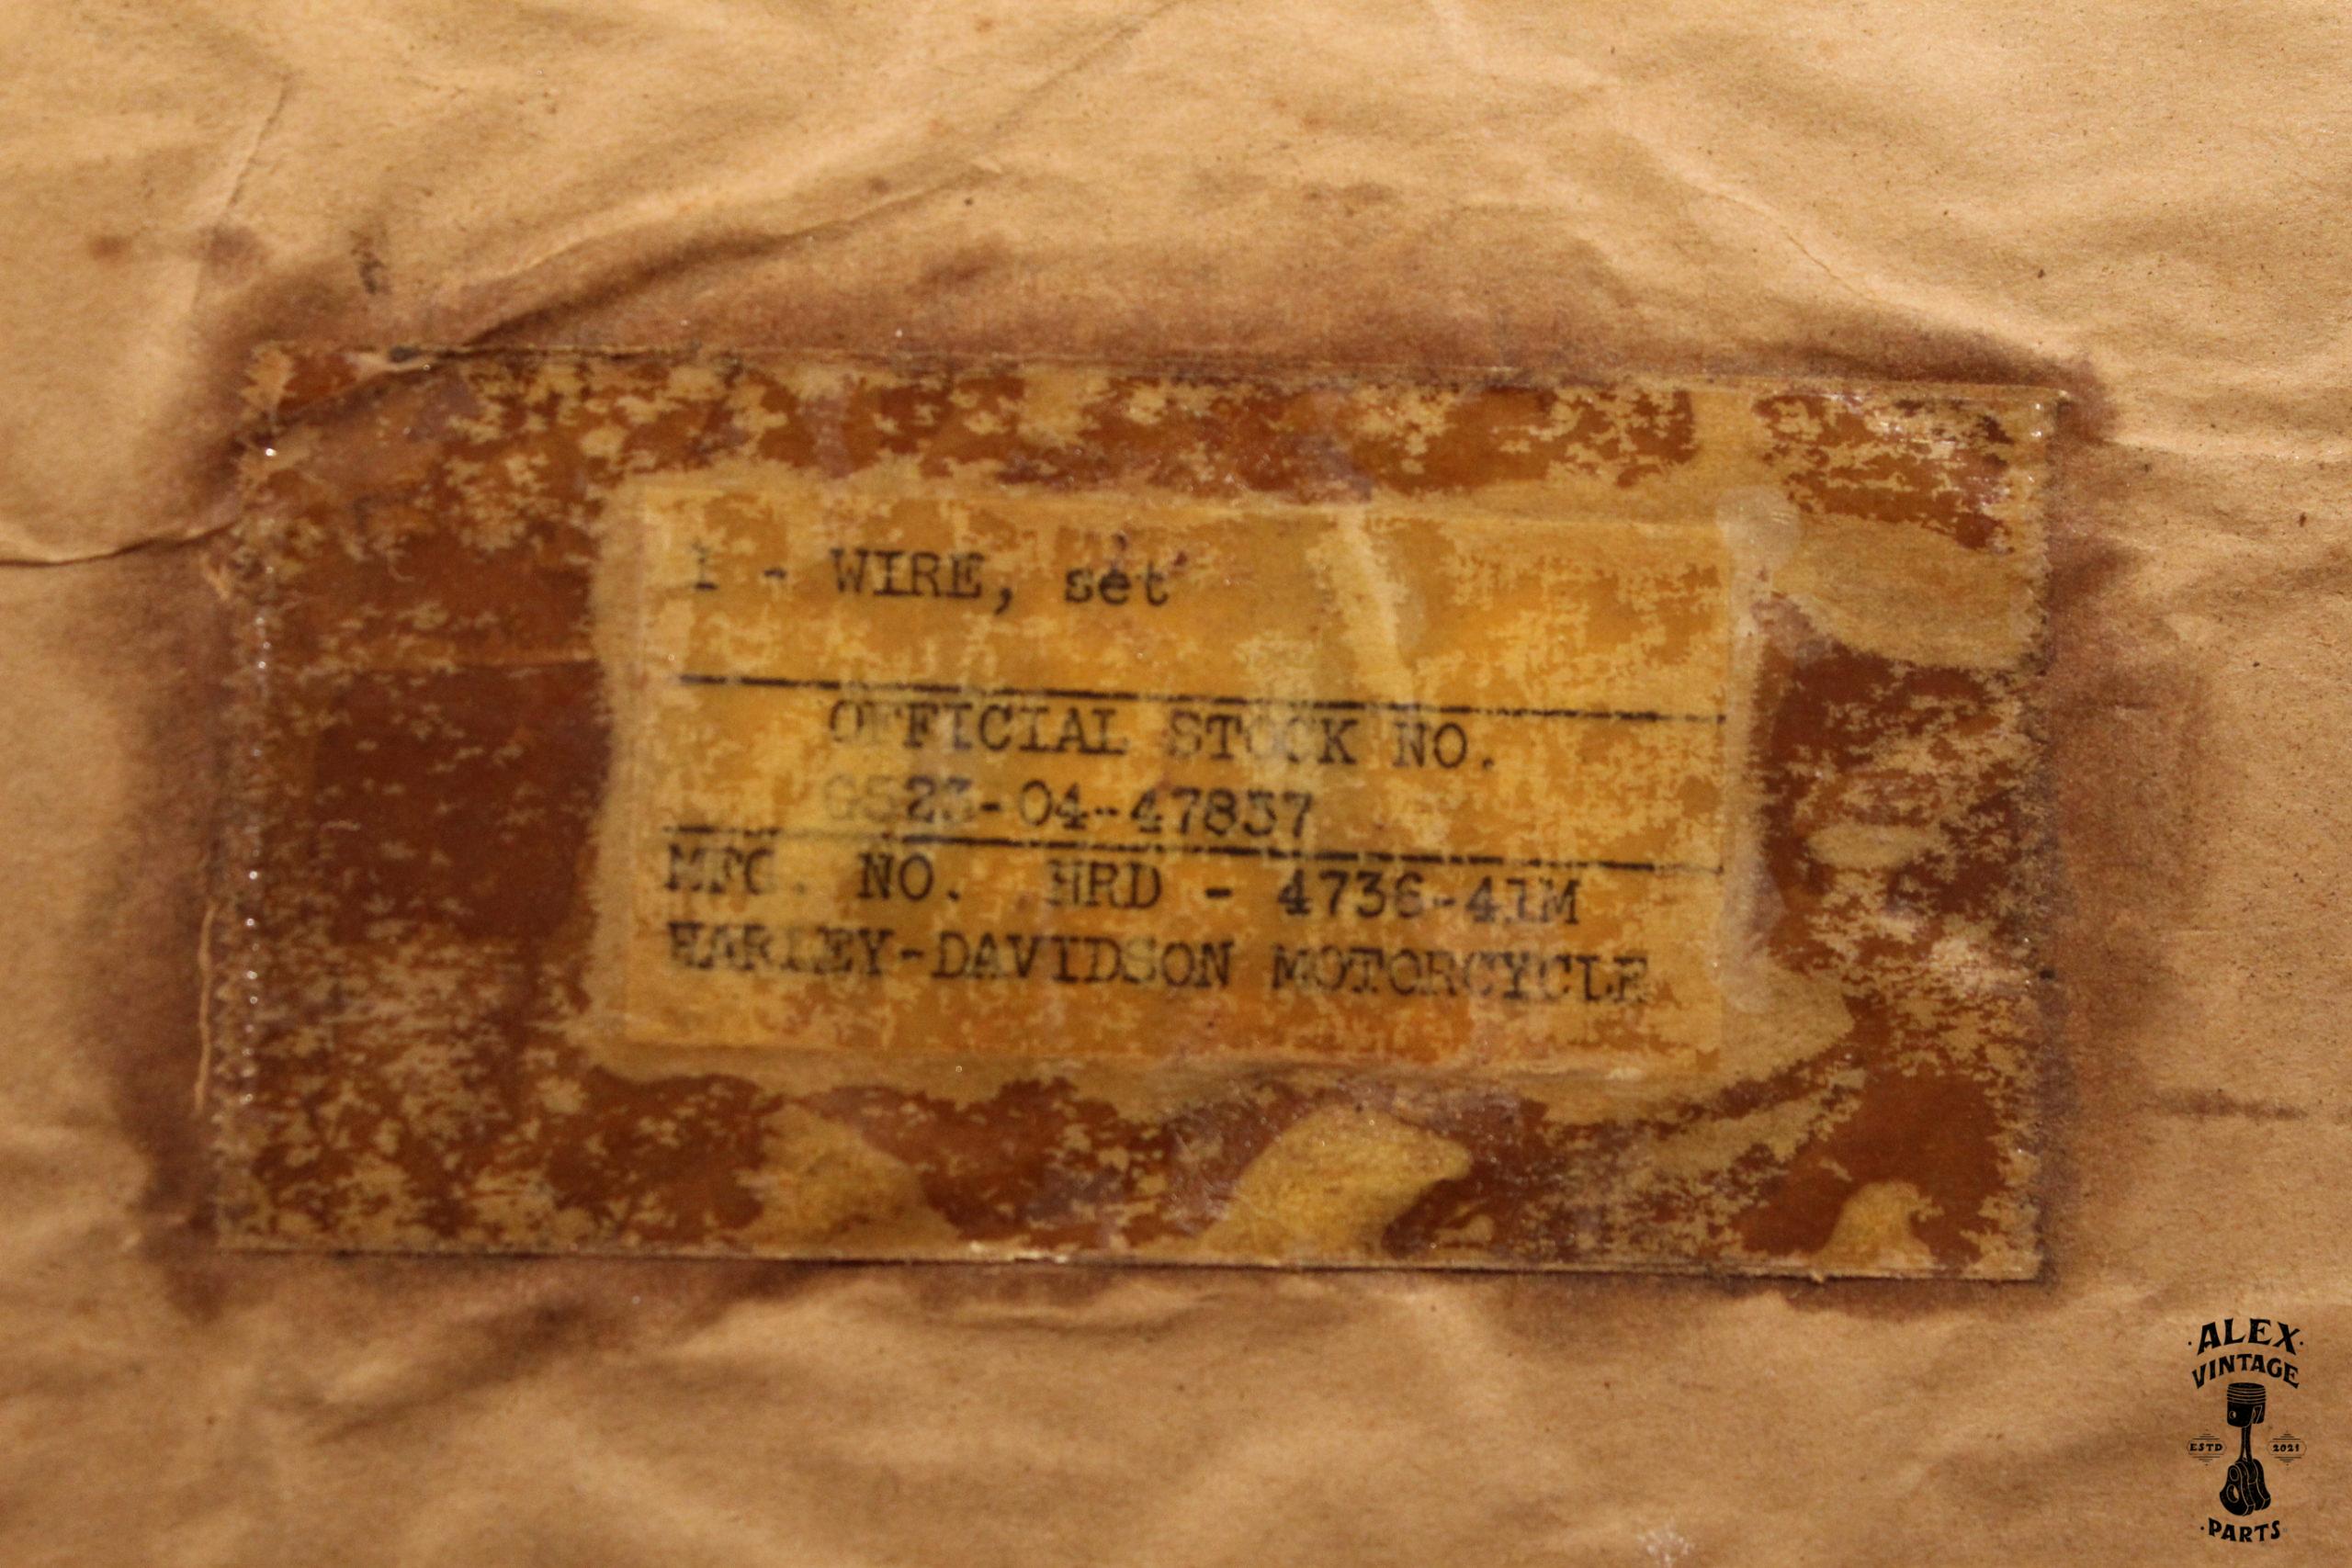 1 - WIRE, set
OFFICIAL STOCK NO.
G523-04-47837
MFG. NO. HRD - 4736-41M
HARLEY-DAVIDSON MOTORCYCLE
ALEX
VINTAGE
ESTD 2021
PARTS